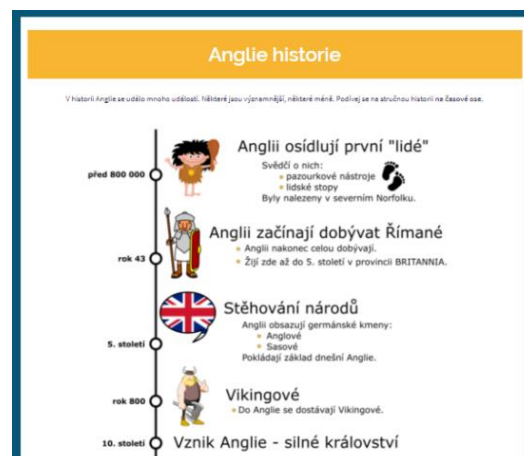 Anglie historie
V historii Anglie se udělo mnoho událostí. Některé jsou významnější, některé méně. Podívej se na stručnou historii na časové ose.
před 800 000
Anglii osídlují první "lidé"
Svědčí o nich:
pazourkové nástroje
lidské stopy
Byly nalezeny v severním Norfolku.
rok 43
Anglii začínají dobývat Římané
Anglii nakonec celou dobývají.
Žijí zde až do 5. století v provincii BRITANNIA.
5. století
Stěhování národů
Anglii obsazují germánské kmeny:
Anglové
Sasové
Pokládají základ dnešní Anglie.
rok 800
Vikingové
Do Anglie se dostávají Vikingové.
10. století
Vznik Anglie - silné království